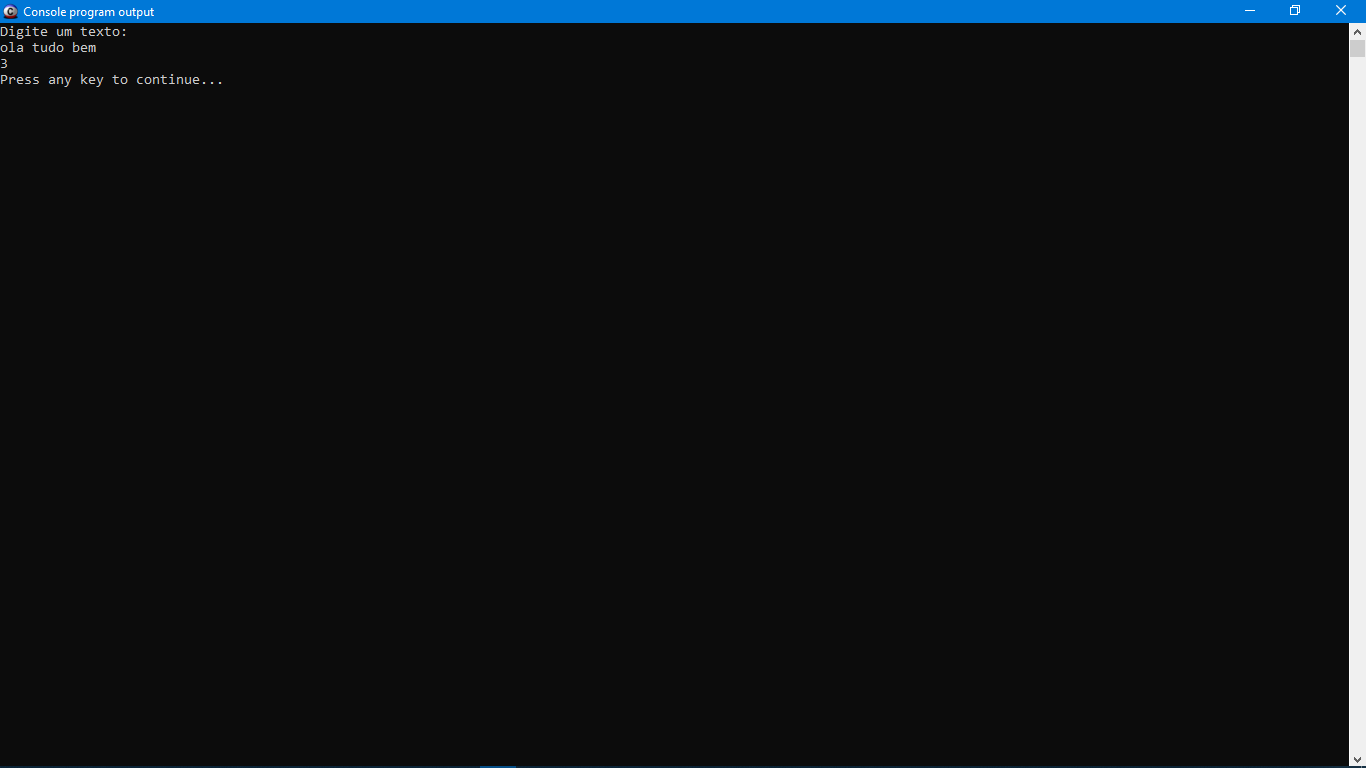 Console program output
Digite um texto:
ola tudo bem
3
Press any key to continue...